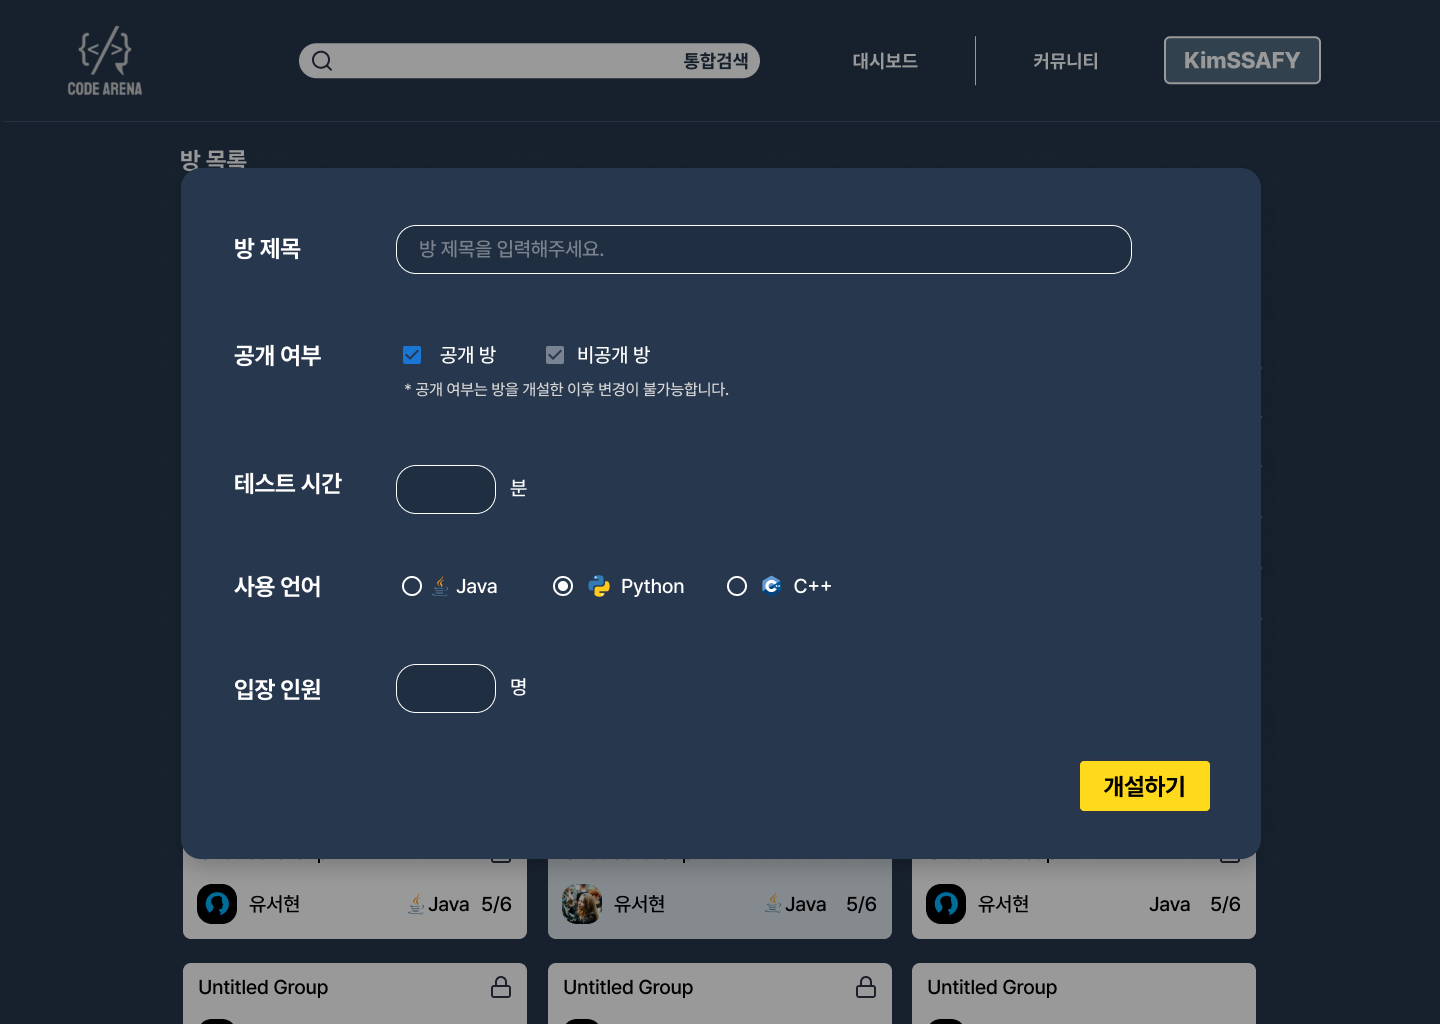 {</>}
CODE ARENA
통합검색
대시보드
커뮤니티
KimSSAFY
방 목록
방 제목
방 제목을 입력해주세요.
공개 여부
공개 방
비공개 방
* 공개 여부는 방을 개설한 이후 변경이 불가능합니다.
테스트 시간
분
사용 언어
Java
Python
C++
입장 인원
명
개설하기
유서현 Java 5/6
유서현 Java 5/6
유서현 Java 5/6
Untitled Group
Untitled Group
Untitled Group